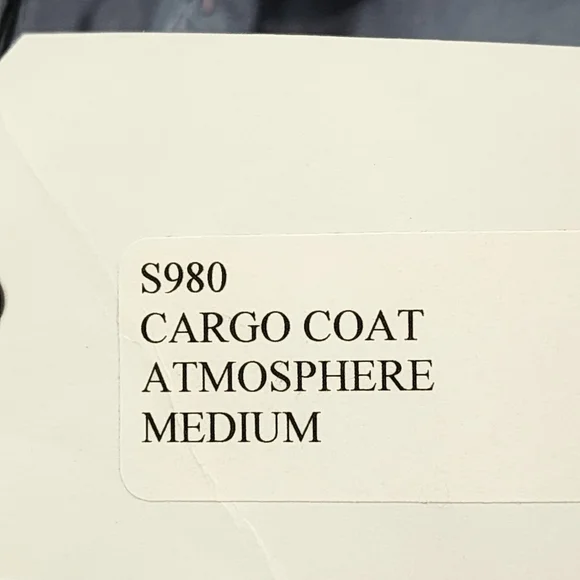 S980
CARGO COAT
ATMOSPHERE
MEDIUM